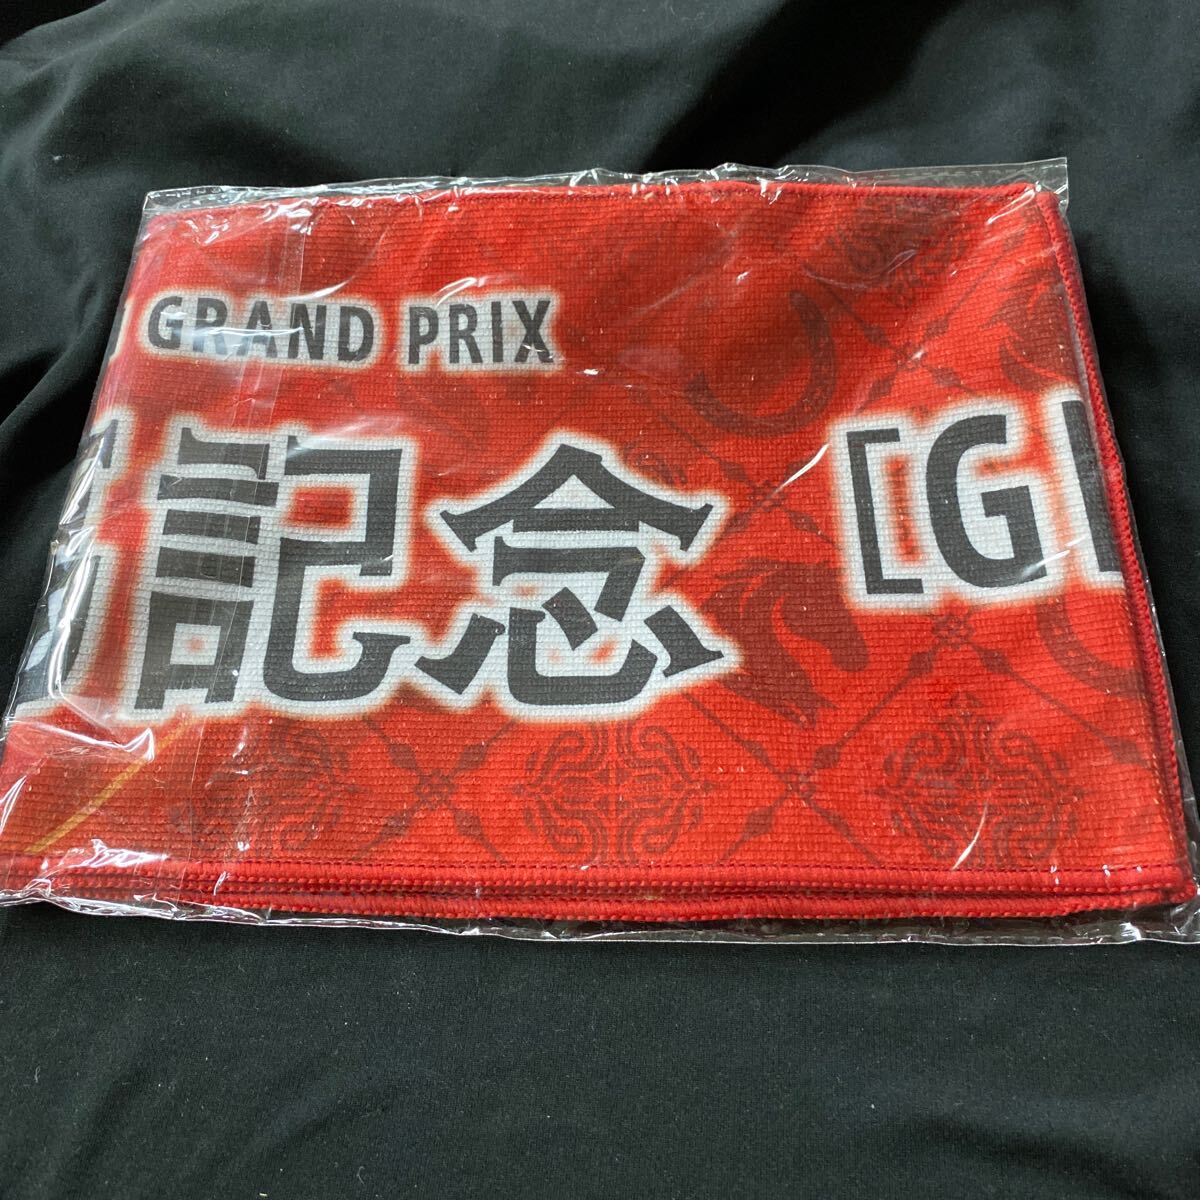 GRAND PRIX
記念 [G